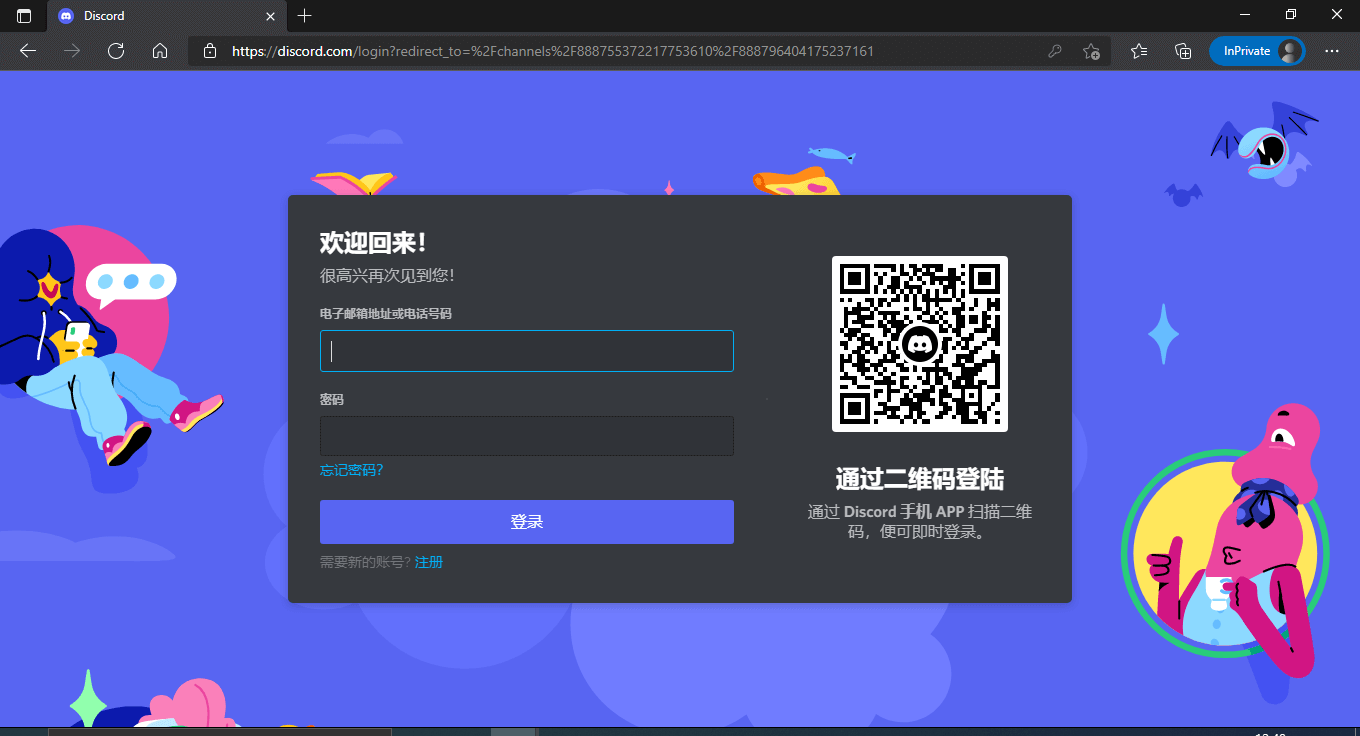 Discord
https://discord.com/login?redirect_to=%2Fchannels%2F888755372217753610%2F888796404175237161
InPrivate
欢迎回来！
很高兴再次见到您！
电子邮箱地址或电话号码
密码
忘记密码？
登录
需要新的账号? 注册
通过二维码登陆
通过 Discord 手机 APP 扫描二维
码，便可即时登录。